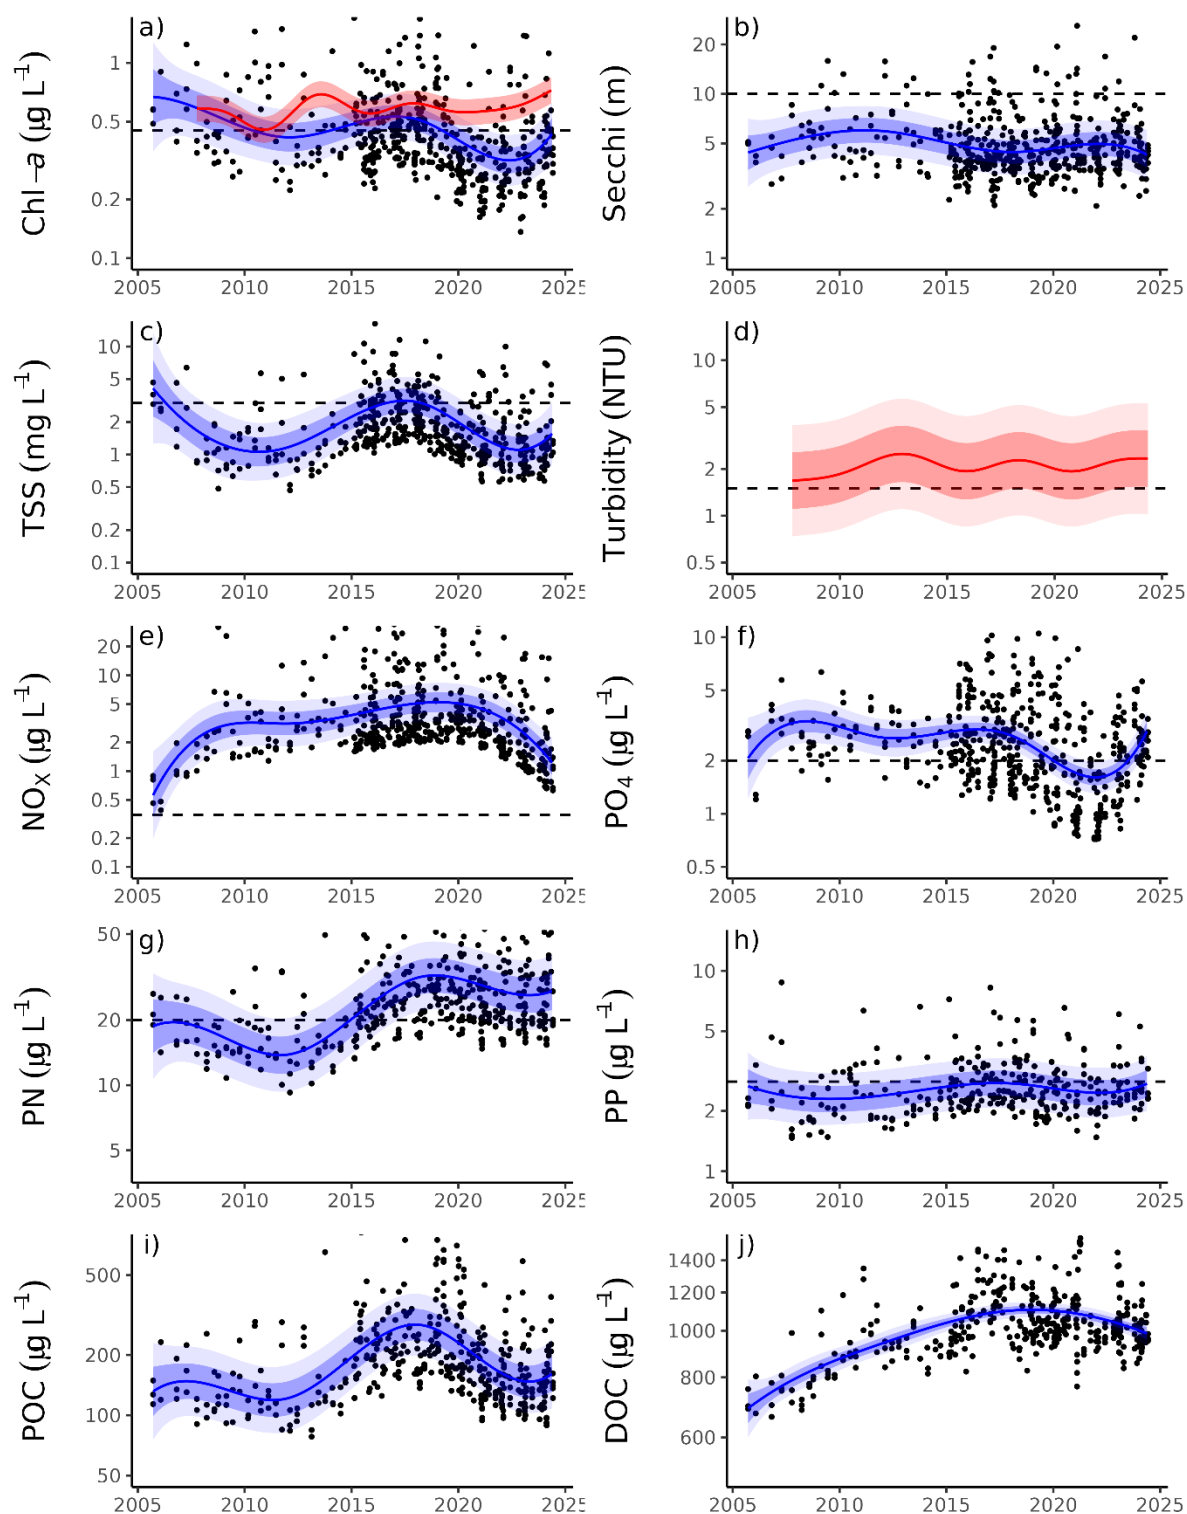 a)
Chl−a (µg L⁻¹)
1
0.5
0.2
0.1
2005 2010 2015 2020 2025
b)
Secchi (m)
20
10
5
2
1
2005 2010 2015 2020 2025
c)
TSS (mg L⁻¹)
10
5
2
1
0.5
0.1
2005 2010 2015 2020 2025
d)
Turbidity (NTU)
10
5
2
1
0.5
2005 2010 2015 2020 2025
e)
NOₓ (µg L⁻¹)
20
10
5
2
1
0.5
0.2
0.1
2005 2010 2015 2020 2025
f)
PO₄ (µg L⁻¹)
10
5
2
1
0.5
2005 2010 2015 2020 2025
g)
PN (µg L⁻¹)
50
20
10
5
2005 2010 2015 2020 2025
h)
PP (µg L⁻¹)
10
5
2
1
2005 2010 2015 2020 2025
i)
POC (µg L⁻¹)
500
200
100
50
2005 2010 2015 2020 2025
j)
DOC (µg L⁻¹)
1400
1200
1000
800
600
2005 2010 2015 2020 2025